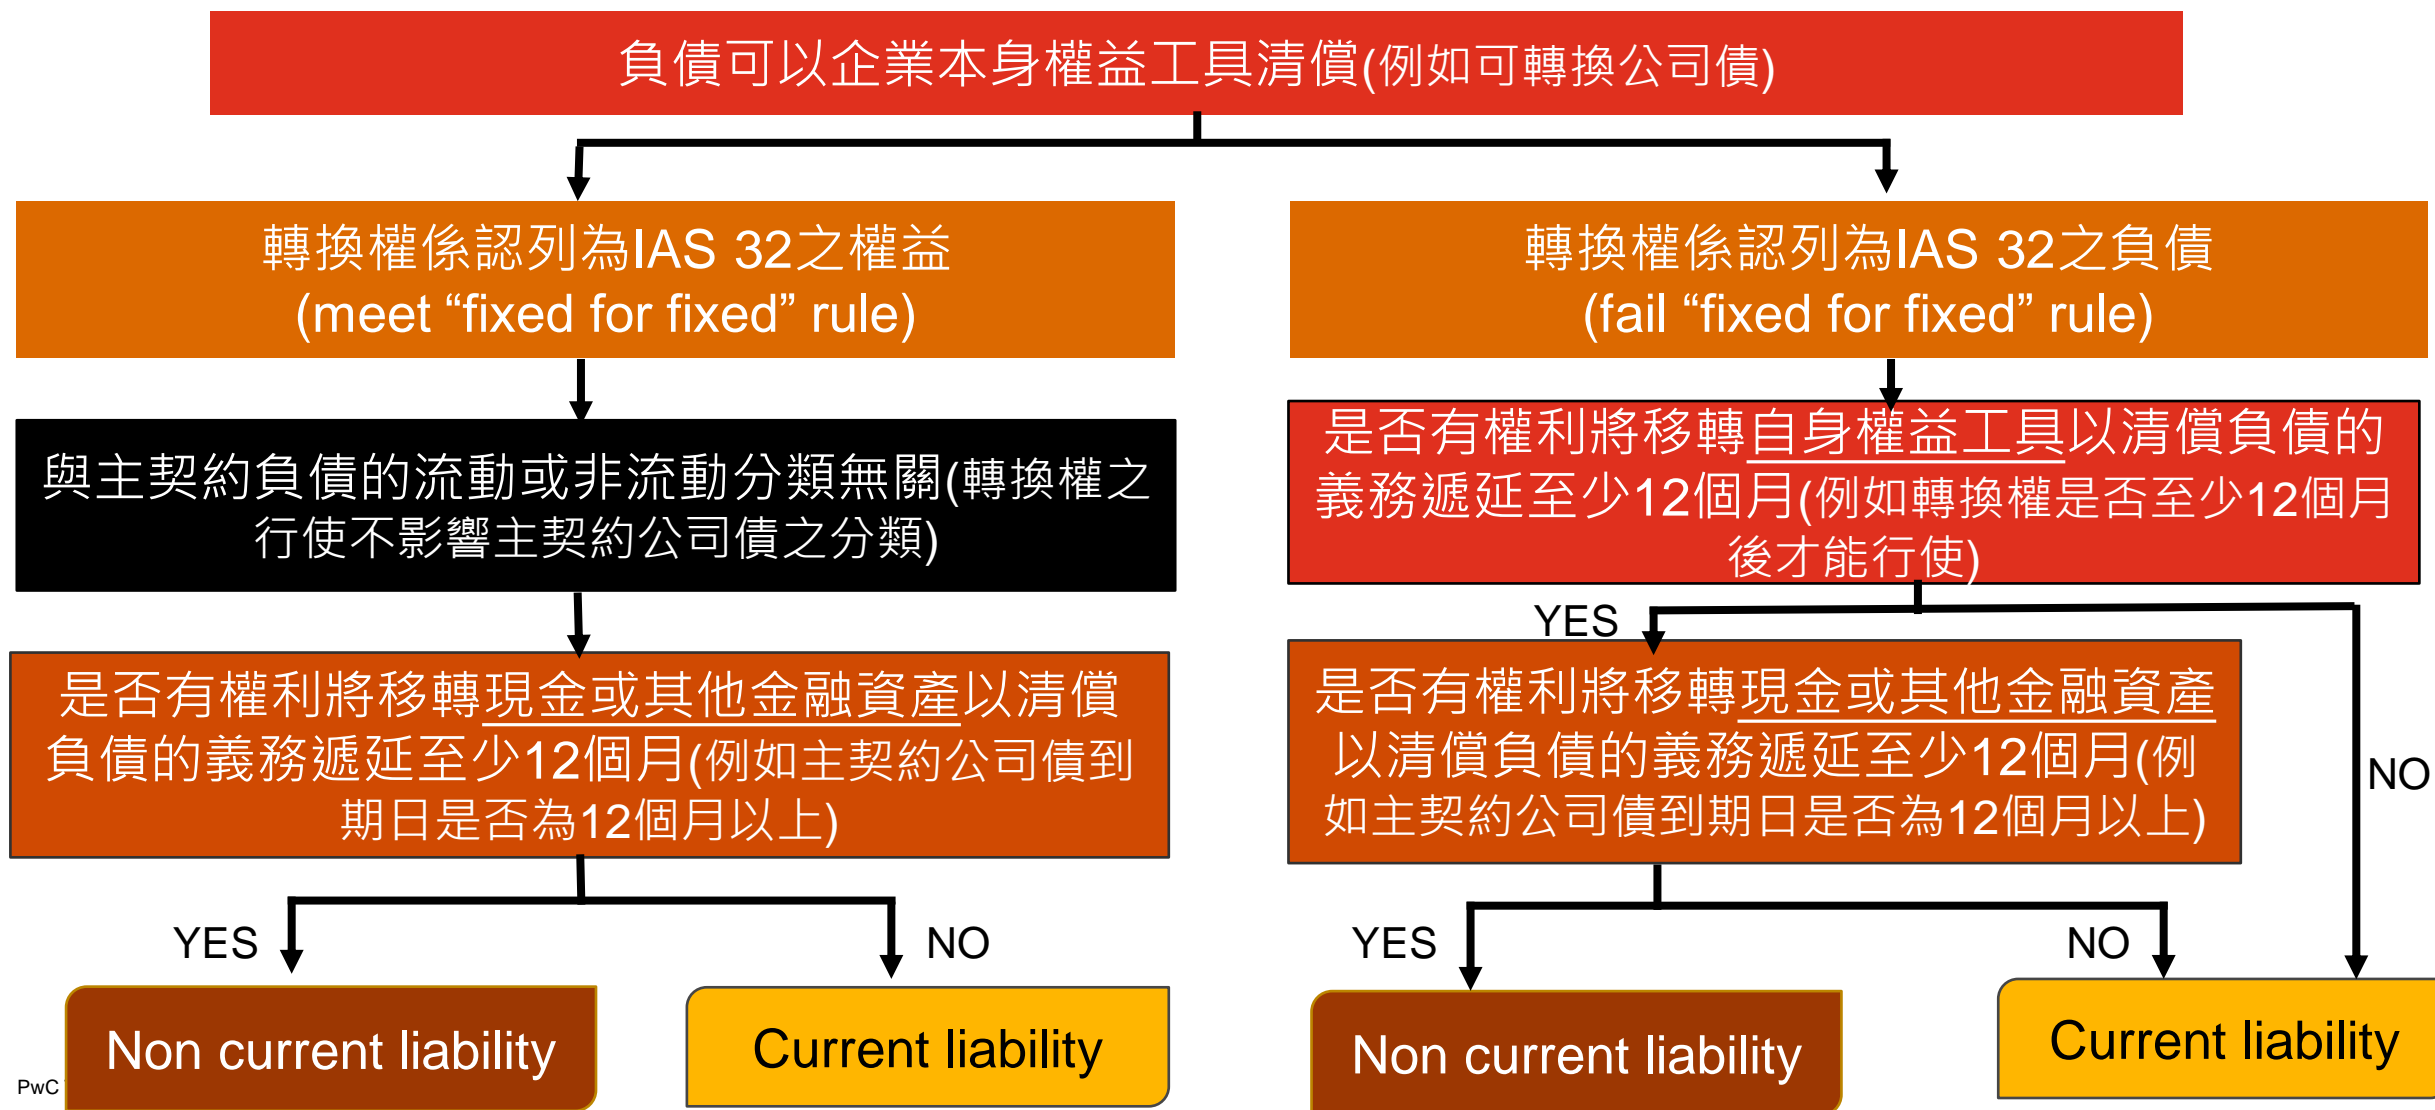 負債可以企業本身權益工具清償(例如可轉換公司債)
轉換權係認列為IAS 32之權益
(meet “fixed for fixed” rule)
轉換權係認列為IAS 32之負債
(fail “fixed for fixed” rule)
與主契約負債的流動或非流動分類無關(轉換權之
行使不影響主契約公司債之分類)
是否有權利將移轉自身權益工具以清償負債的
義務遞延至少12個月(例如轉換權是否至少12個月
後才能行使)
YES
NO
是否有權利將移轉現金或其他金融資產以清償
負債的義務遞延至少12個月(例如主契約公司債到
期日是否為12個月以上)
是否有權利將移轉現金或其他金融資產
以清償負債的義務遞延至少12個月(例
如主契約公司債到期日是否為12個月以上)
YES
NO
YES
NO
Non current liability
Current liability
Non current liability
Current liability
PwC